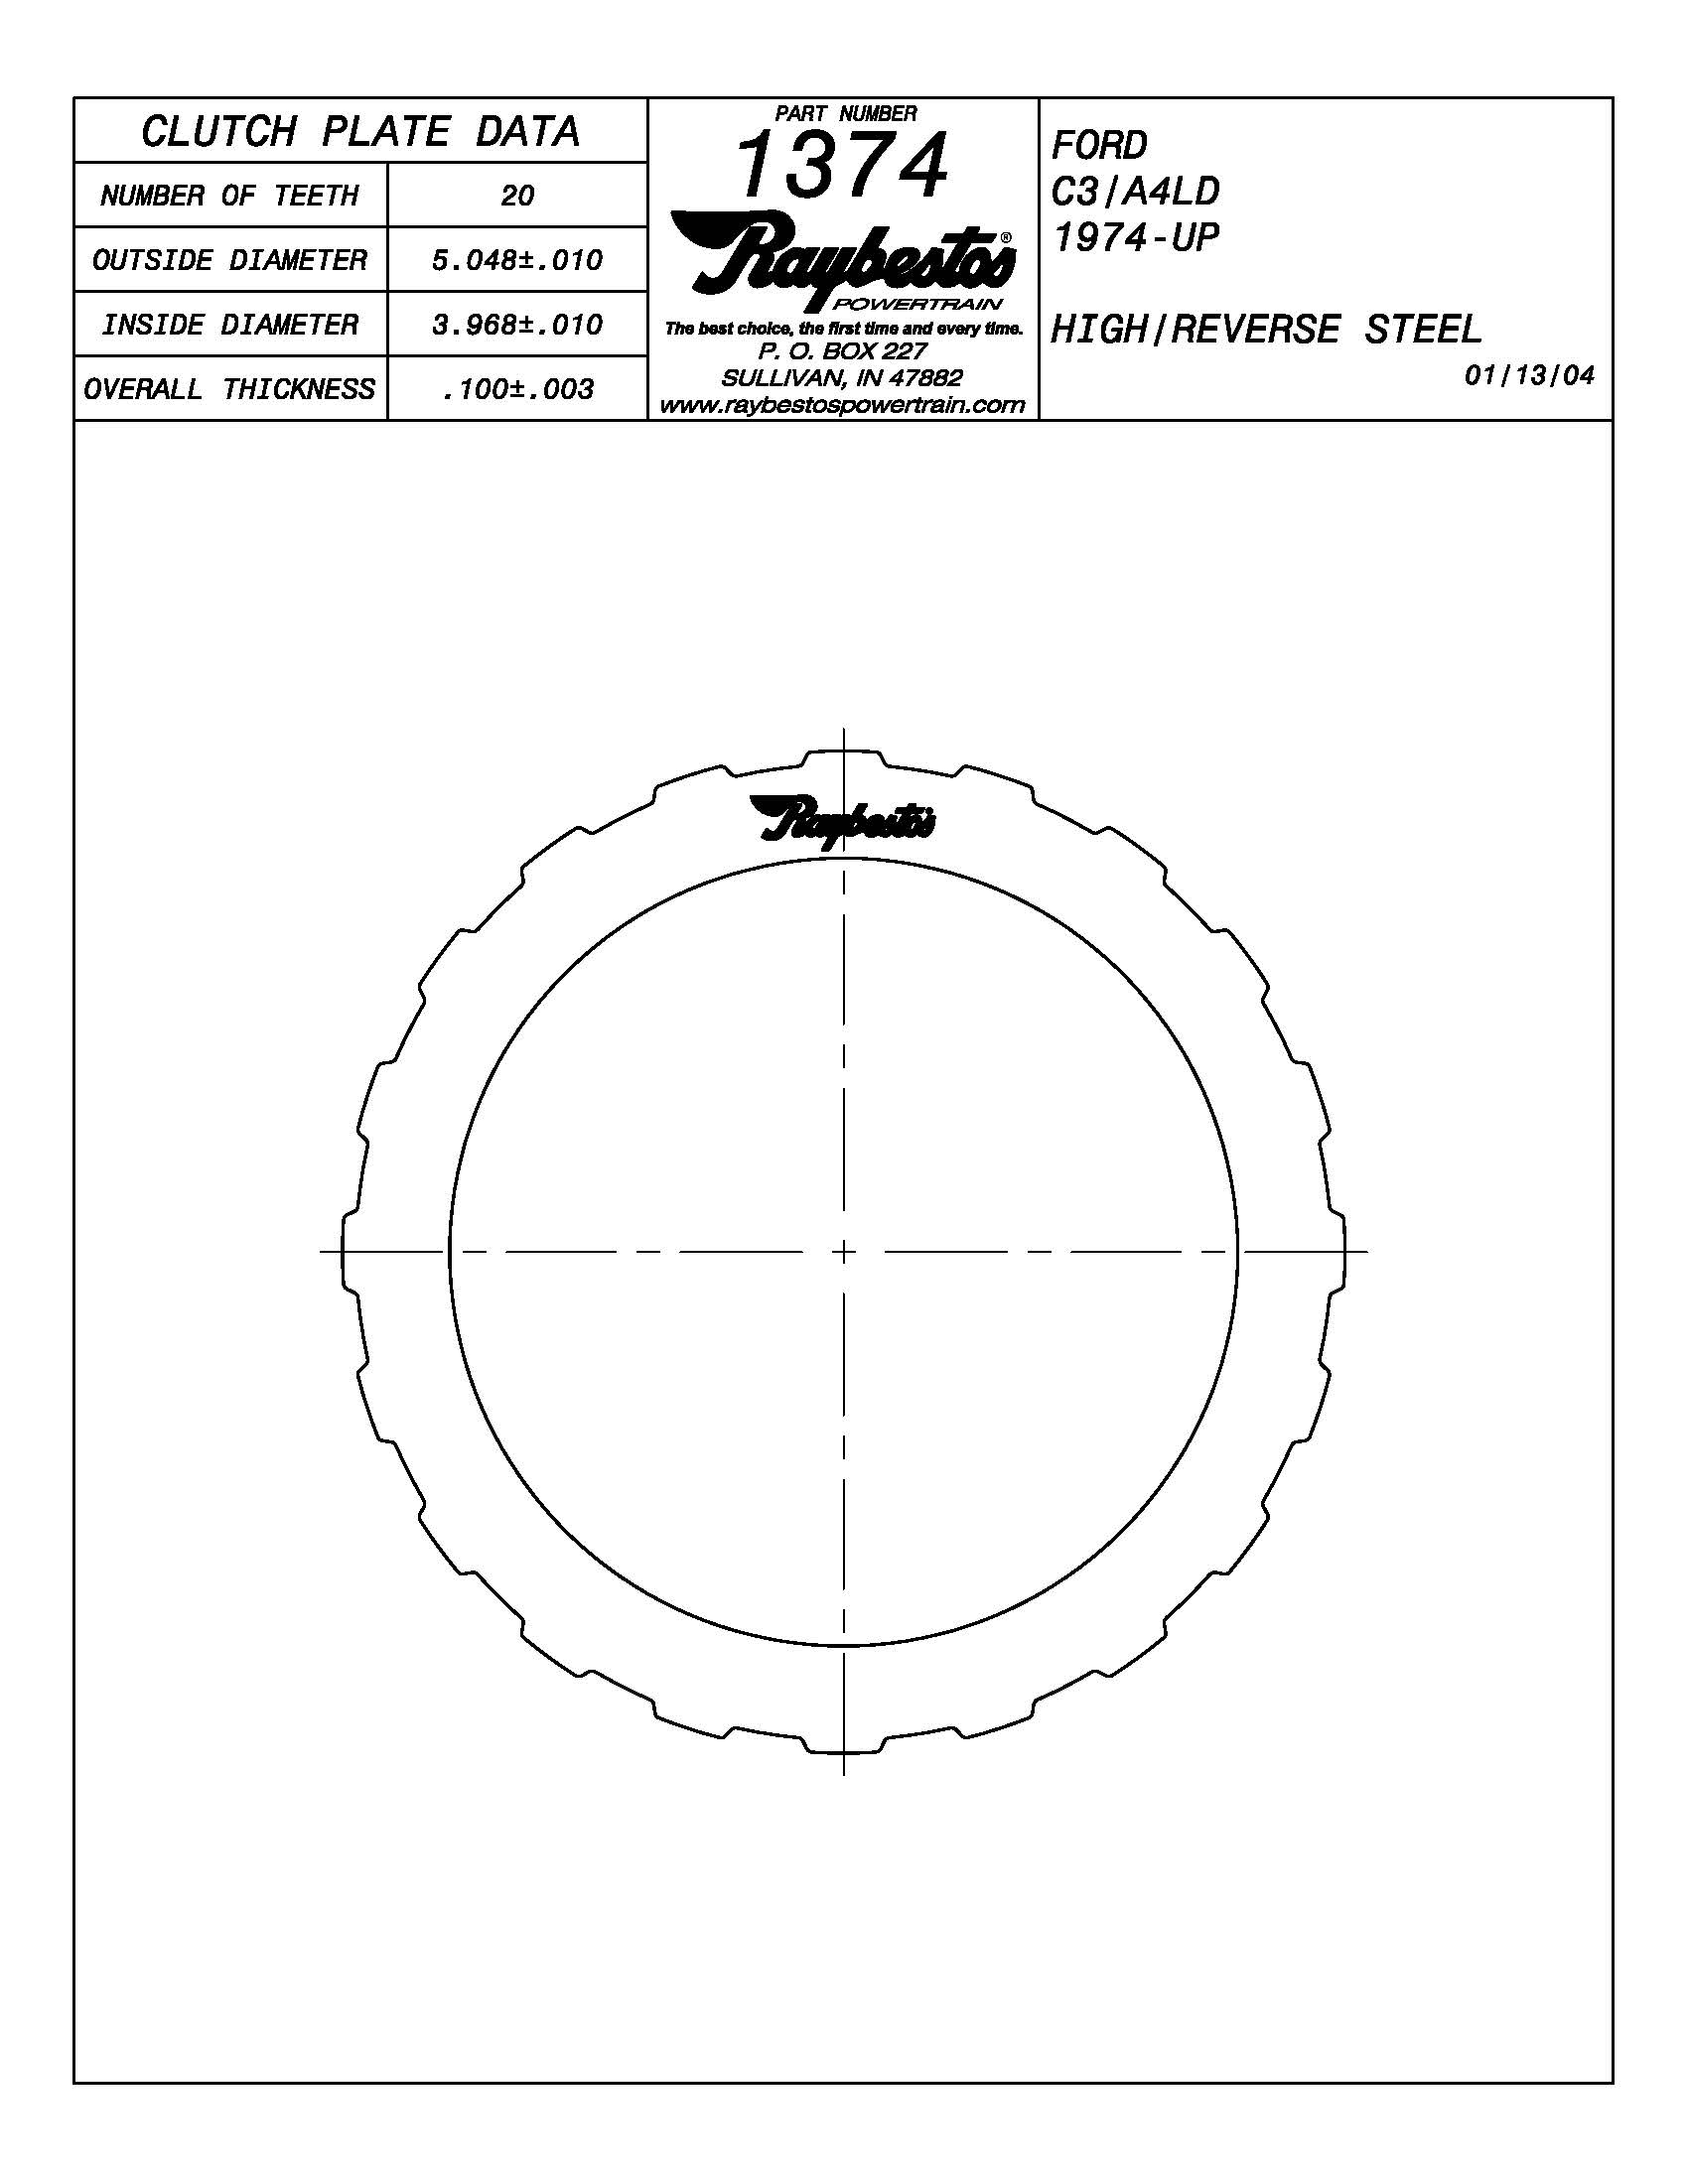 CLUTCH PLATE DATA
NUMBER OF TEETH 20
OUTSIDE DIAMETER 5.048±.010
INSIDE DIAMETER 3.968±.010
OVERALL THICKNESS .100±.003
PART NUMBER
1374
Raybestos®
POWERTRAIN
The best choice, the first time and every time.
P. O. BOX 227
SULLIVAN, IN 47882
www.raybestospowertrain.com
FORD
C3/A4LD
1974-UP
HIGH/REVERSE STEEL
01/13/04
Raybestos